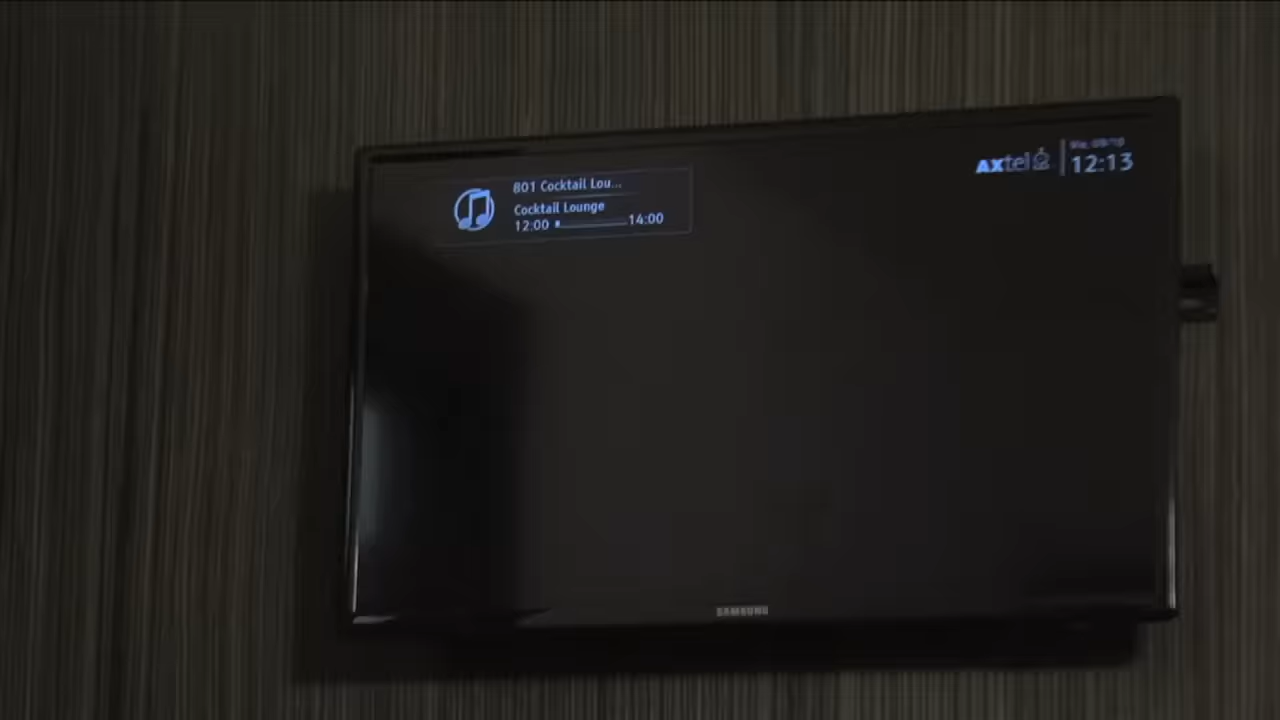 801 Cocktail Lou...
Cocktail Lounge
12:00 14:00
AXtel
12:13
SAMSUNG